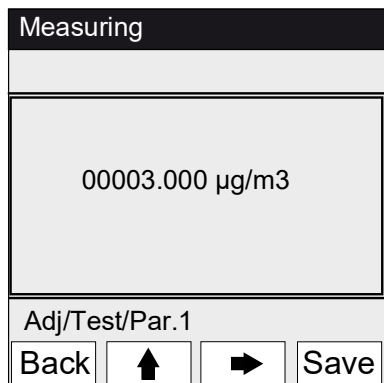 Measuring
00003.000 µg/m3
Adj/Test/Par.1
Back Save